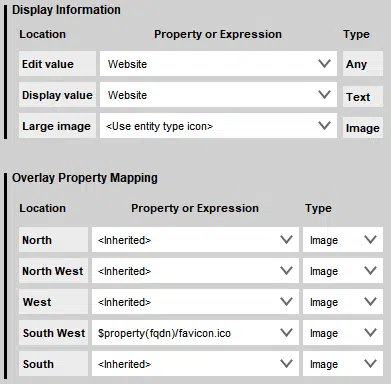 Display Information
Location Property or Expression Type
Edit value Website Any
Display value Website Text
Large image <Use entity type icon> Image
Overlay Property Mapping
Location Property or Expression Type
North <Inherited> Image
North West <Inherited> Image
West <Inherited> Image
South West $property(fqdn)/favicon.ico Image
South <Inherited> Image